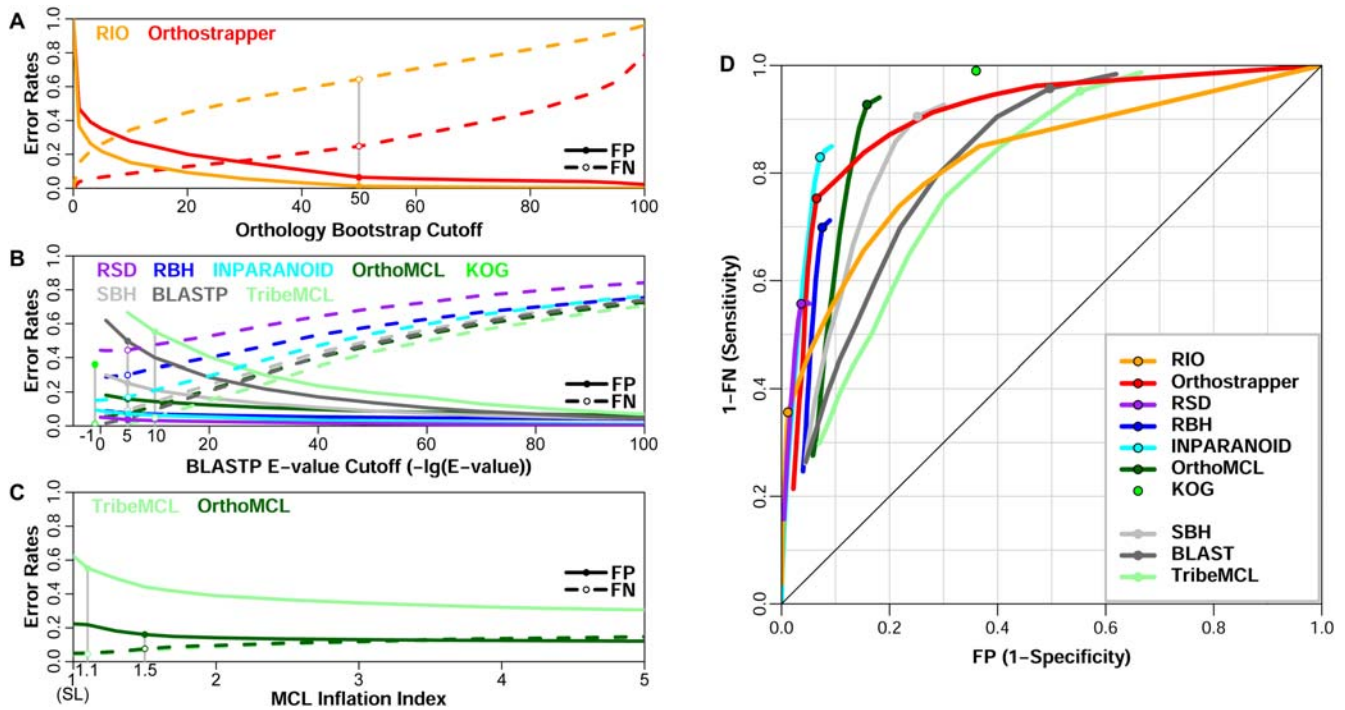 A
RIO Orthostrapper
Error Rates
0.0 0.2 0.4 0.6 0.8 1.0
FP
FN
0 20 40 50 60 80 100
Orthology Bootstrap Cutoff
B
RSD RBH INPARANOID OrthoMCL KOG
SBH BLASTP TribeMCL
Error Rates
0.0 0.2 0.4 0.6 0.8 1.0
FP
FN
-1 5 10 20 40 60 80 100
BLASTP E-value Cutoff (-lg(E-value))
C
TribeMCL OrthoMCL
Error Rates
0.0 0.2 0.4 0.6 0.8 1.0
FP
FN
1 1.1 1.5 2 3 4 5
(SL)
MCL Inflation Index
D
1-FN (Sensitivity)
0.0 0.2 0.4 0.6 0.8 1.0
RIO
Orthostrapper
RSD
RBH
INPARANOID
OrthoMCL
KOG
SBH
BLAST
TribeMCL
0.0 0.2 0.4 0.6 0.8 1.0
FP (1-Specificity)